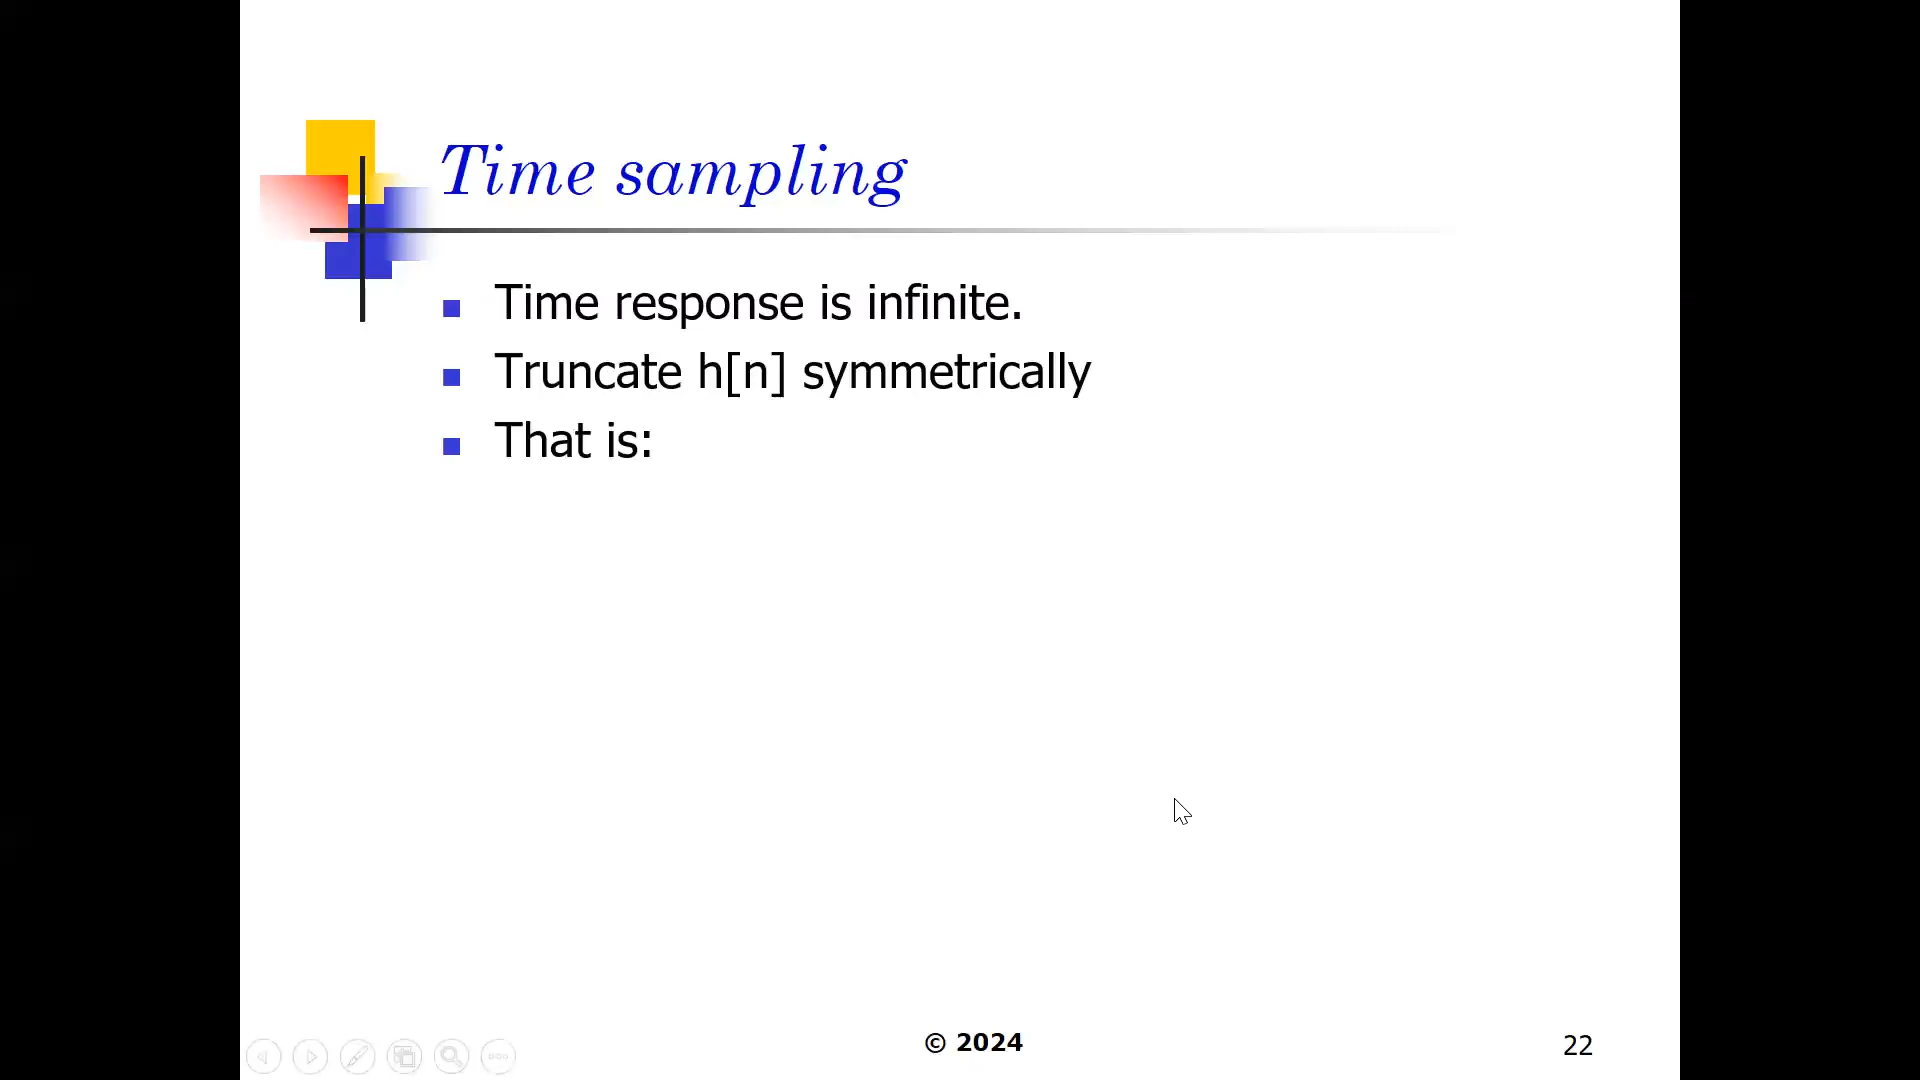 Time sampling
Time response is infinite.
Truncate h[n] symmetrically
That is:
© 2024
22